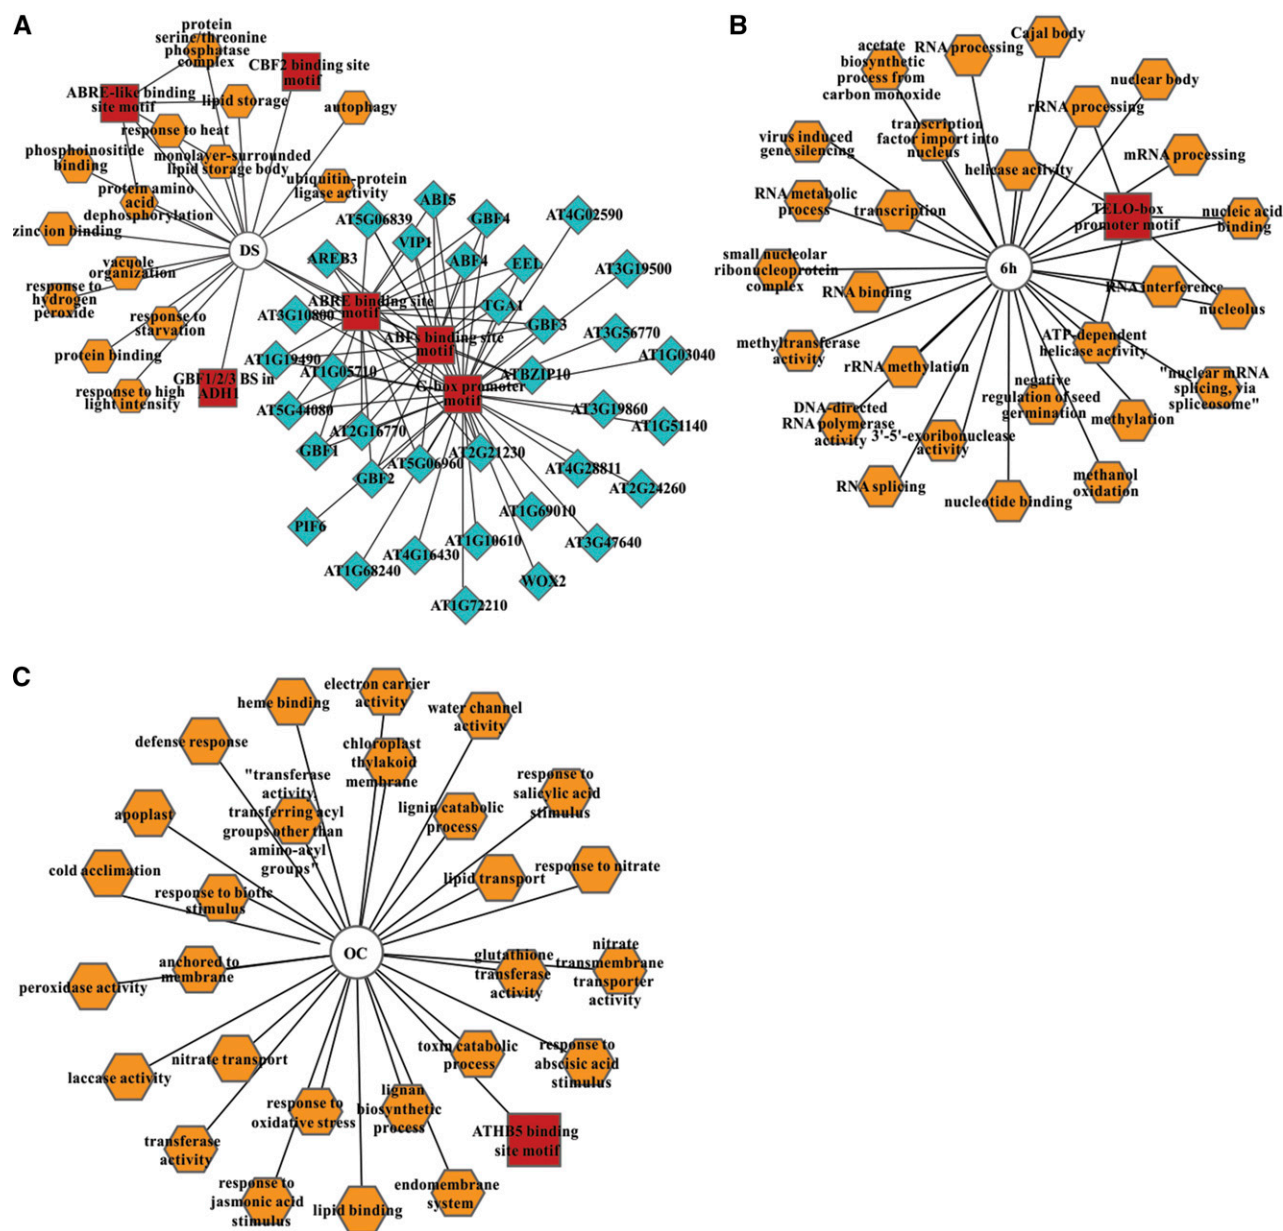 A
protein
serine/threonine
phosphatase
complex
CBF2 binding site
motif
ABRE-like binding
site motif
lipid storage
autophagy
response to heat
phosphoinositide
binding
monolayer-surrounded
lipid storage body
ubiquitin-protein
ligase activity
protein amino
acid
dephosphorylation
zinc ion binding
DS
vacuole
organization
response to
hydrogen
peroxide
response to
starvation
protein binding
response to high
light intensity
GBF1/2/3 BS in
ADH1
ABI5
AT5G06839
GBF4
AT4G02590
VIP1
AREB3
ABF4
EEL
AT3G19500
ABRE binding site
motif
TGA1
AT3G10800
GBF3
AT3G56770
ABFs binding site
motif
AT1G03040
AT1G19490
AT1G05710
ATBZIP10
G-box promoter
motif
AT5G44080
AT3G19860
AT1G51140
AT2G16770
GBF1
AT2G21230
AT5G06960
AT4G28811
GBF2
AT2G24260
AT1G69010
PIF6
AT1G10610
AT3G47640
AT4G16430
AT1G68240
WOX2
AT1G72210
B
acetate
biosynthetic
process from
carbon monoxide
RNA processing
Cajal body
nuclear body
rRNA processing
virus induced
gene silencing
transcription
factor import into
nucleus
mRNA processing
helicase activity
RNA metabolic
process
transcription
TELO-box
promoter motif
nucleic acid
binding
small nucleolar
ribonucleoprotein
complex
6h
RNA binding
RNA interference
nucleolus
methyltransferase
activity
ATP-dependent
helicase activity
rRNA methylation
"nuclear mRNA
splicing, via
spliceosome"
negative
regulation of seed
germination
DNA-directed
RNA polymerase
activity
methylation
3'-5'-exoribonuclease
activity
RNA splicing
nucleotide binding
methanol
oxidation
C
heme binding
electron carrier
activity
water channel
activity
defense response
chloroplast
thylakoid
membrane
"transferase
activity,
transferring acyl
groups other than
amino-acyl
groups"
response to
salicylic acid
stimulus
apoplast
lignin catabolic
process
cold acclimation
response to biotic
stimulus
lipid transport
response to nitrate
OC
anchored to
membrane
peroxidase activity
glutathione
transferase
activity
nitrate
transmembrane
transporter
activity
nitrate transport
laccase activity
toxin catabolic
process
response to
abscisic acid
stimulus
response to
oxidative stress
lignan
biosynthetic
process
ATHB5 binding
site motif
transferase
activity
response to
jasmonic acid
stimulus
lipid binding
endomembrane
system